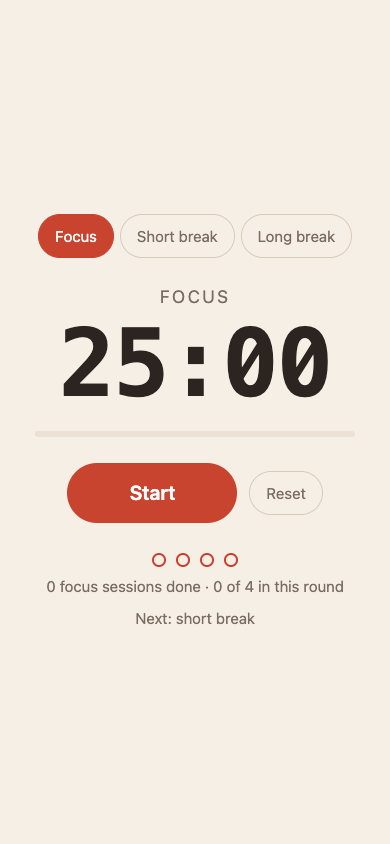 Focus Short break Long break
FOCUS
25:00
Start Reset
0 focus sessions done · 0 of 4 in this round
Next: short break